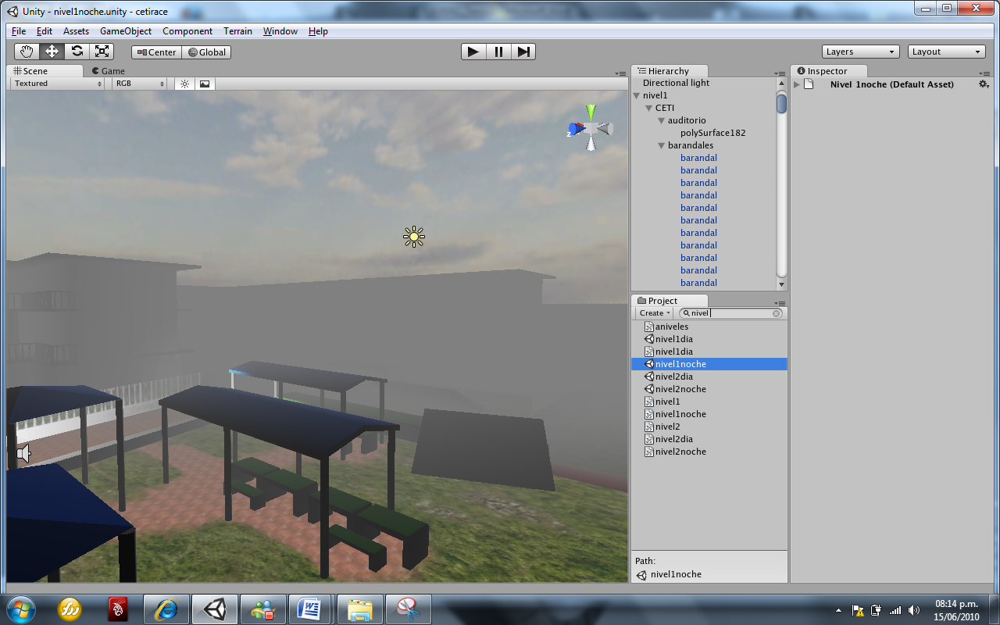 Unity - nivel1noche.unity - cetirace
File Edit Assets GameObject Component Terrain Window Help
Center Global Layers Layout
Scene Game
Textured RGB
z
Hierarchy
Directional light
nivel1
CETI
auditorio
polySurface182
barandales
barandal
barandal
barandal
barandal
barandal
barandal
barandal
barandal
barandal
barandal
barandal
Project
Create nivel
aniveles
nivel1dia
nivel1dia
nivel1noche
nivel2dia
nivel2noche
nivel1
nivel1noche
nivel2
nivel2dia
nivel2noche
Path:
nivel1noche
Inspector
Nivel 1noche (Default Asset)
08:14 p.m.
15/06/2010